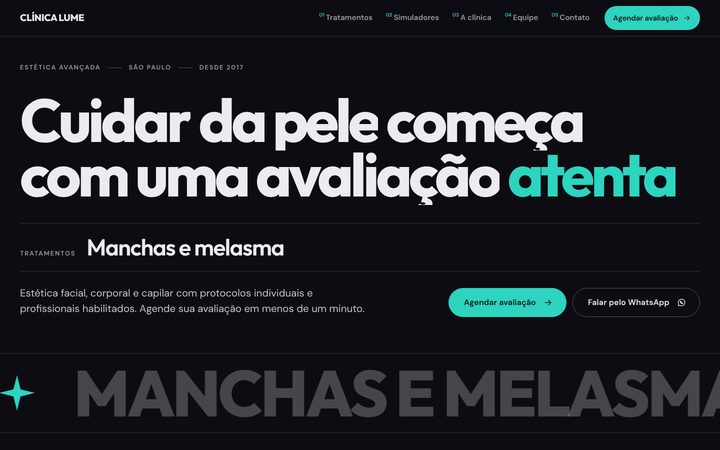 CLÍNICA LUME
01 Tratamentos
02 Simuladores
03 A clínica
04 Equipe
05 Contato
Agendar avaliação →
ESTÉTICA AVANÇADA — SÃO PAULO — DESDE 2017
Cuidar da pele começa
com uma avaliação atenta
TRATAMENTOS Manchas e melasma
Estética facial, corporal e capilar com protocolos individuais e
profissionais habilitados. Agende sua avaliação em menos de um minuto.
Agendar avaliação →
Falar pelo WhatsApp
MANCHAS E MELASMA